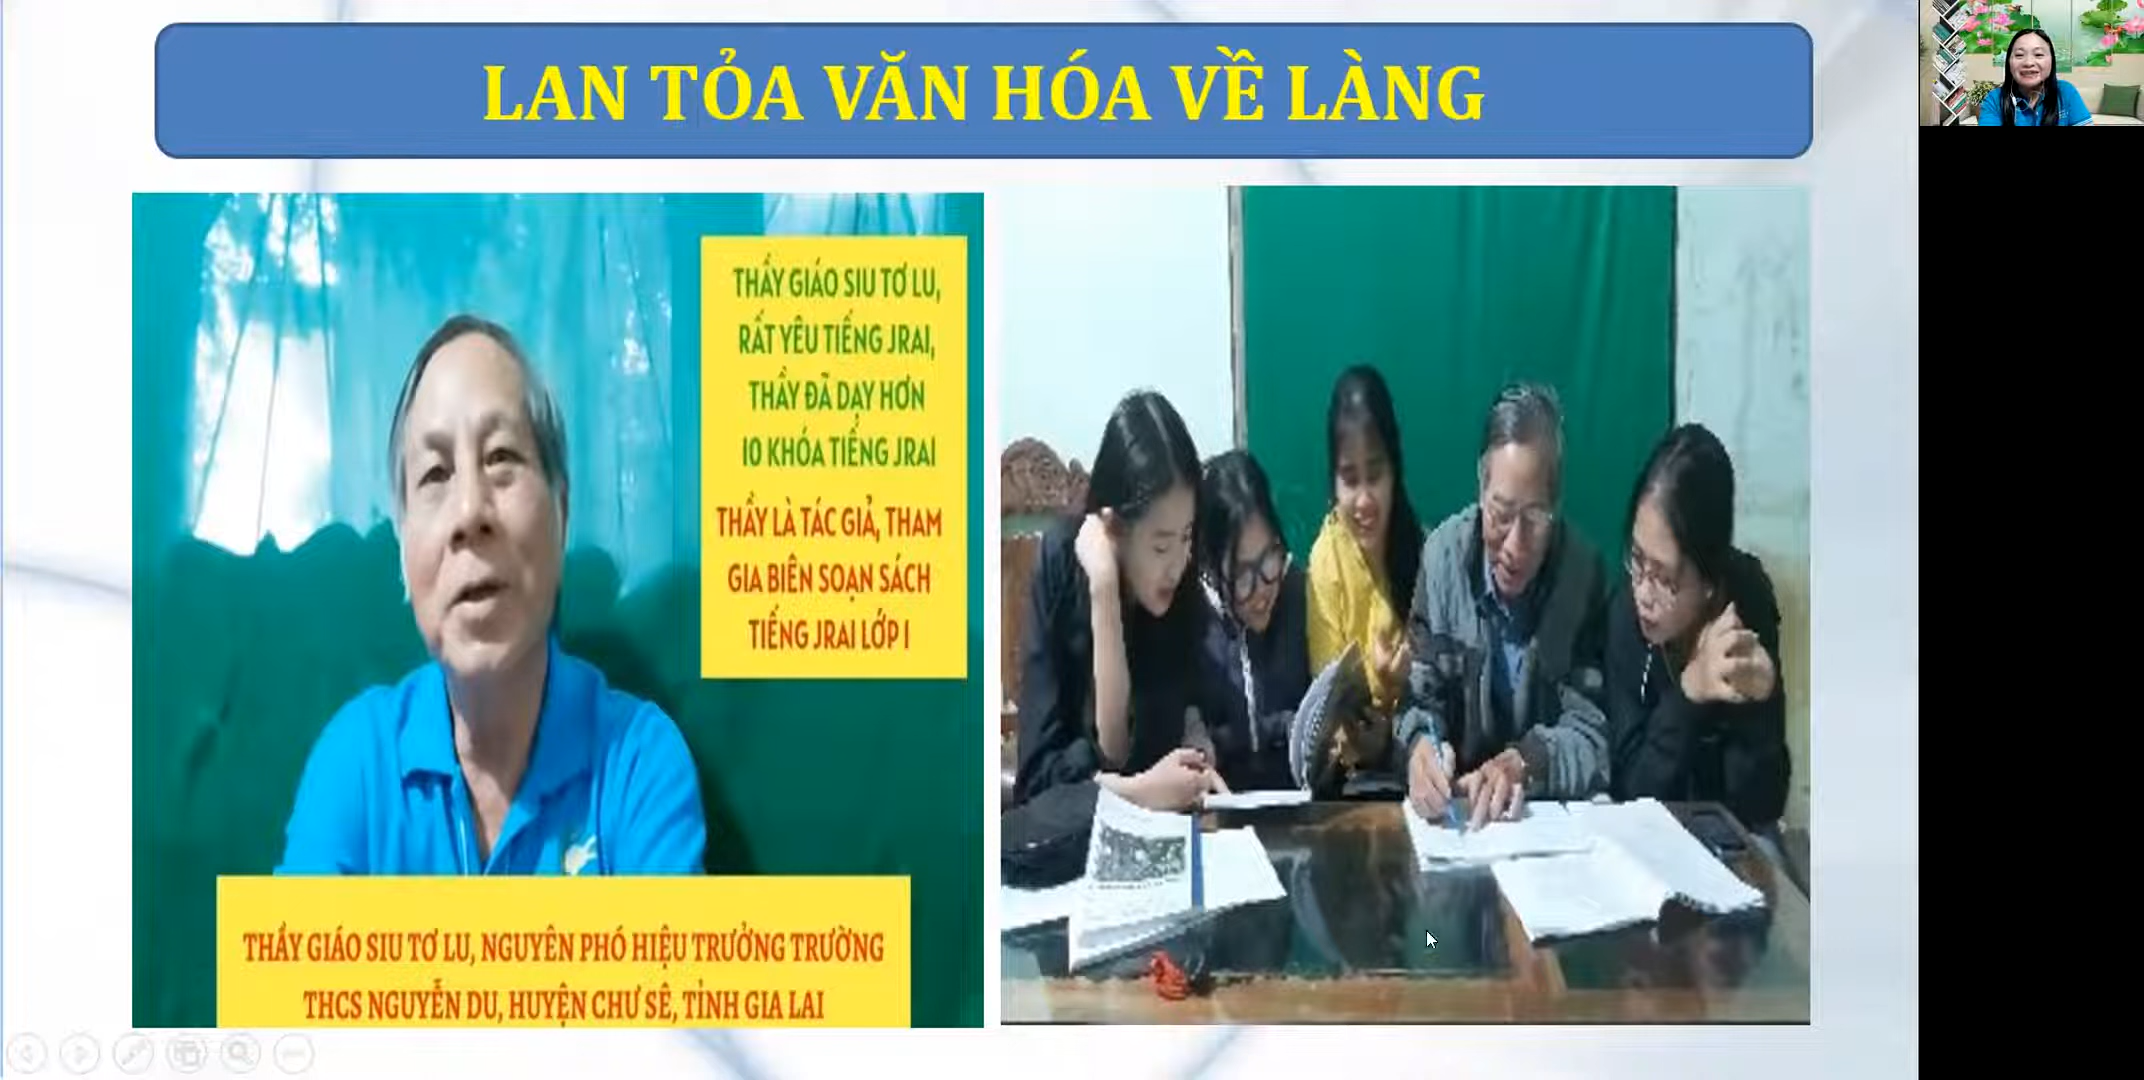 LAN TỎA VĂN HÓA VỀ LÀNG
THẦY GIÁO SIU TƠ LU,
RẤT YÊU TIẾNG JRAI,
THẦY ĐÃ DẠY HƠN
10 KHÓA TIẾNG JRAI
THẦY LÀ TÁC GIẢ, THAM
GIA BIÊN SOẠN SÁCH
TIẾNG JRAI LỚP 1
THẦY GIÁO SIU TƠ LU, NGUYÊN PHÓ HIỆU TRƯỞNG TRƯỜNG
THCS NGUYỄN DU, HUYỆN CHƯ SÊ, TỈNH GIA LAI